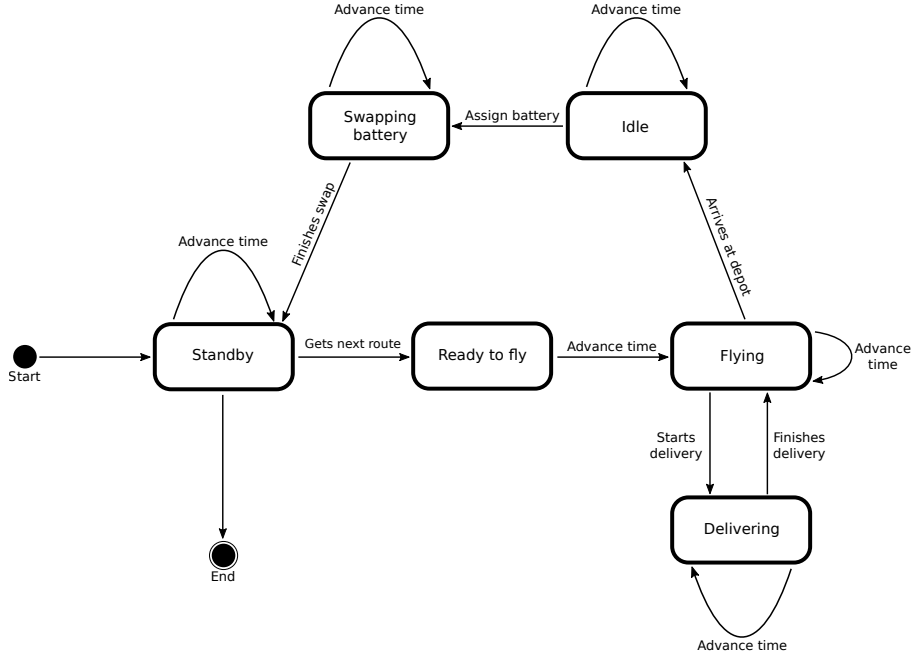 Advance time
Advance time
Swapping
battery
Assign battery
Idle
Finishes swap
Arrives at depot
Advance time
Start
Standby
Gets next route
Ready to fly
Advance time
Flying
Advance
time
Starts
delivery
Finishes
delivery
Delivering
End
Advance time